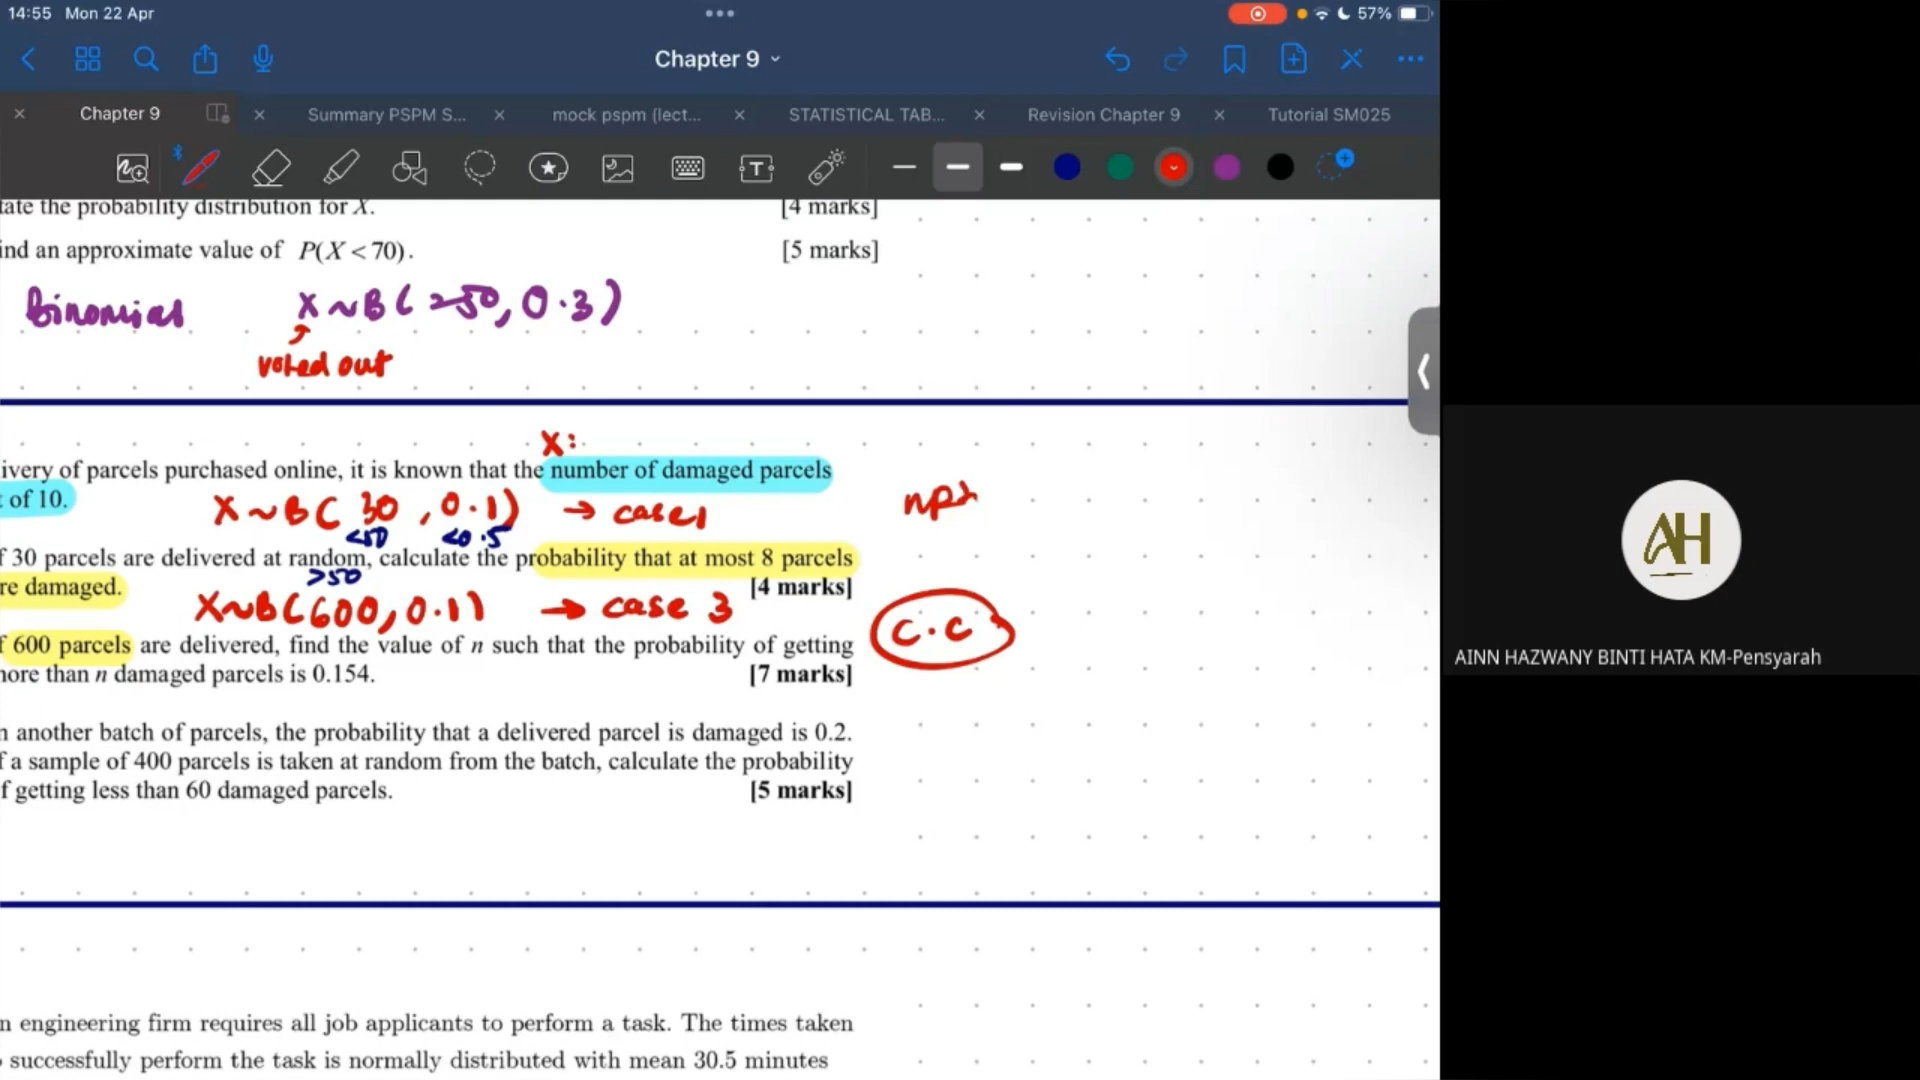 14:55 Mon 22 Apr
57%
Chapter 9
Chapter 9
Summary PSPM S...
mock pspm (lect...
STATISTICAL TAB...
Revision Chapter 9
Tutorial SM025
tate the probability distribution for X. [4 marks]
ind an approximate value of P(X < 70). [5 marks]
Binomial X ~ B( 250, 0.3)
voted out
X:
ivery of parcels purchased online, it is known that the number of damaged parcels
t of 10.
X ~ B( 30 , 0.1) → case 1
<50 <0.5
f 30 parcels are delivered at random, calculate the probability that at most 8 parcels
re damaged. [4 marks]
>50
X~B(600, 0.1) → case 3
C.C
f 600 parcels are delivered, find the value of n such that the probability of getting
nore than n damaged parcels is 0.154. [7 marks]
n another batch of parcels, the probability that a delivered parcel is damaged is 0.2.
f a sample of 400 parcels is taken at random from the batch, calculate the probability
f getting less than 60 damaged parcels. [5 marks]
n engineering firm requires all job applicants to perform a task. The times taken
successfully perform the task is normally distributed with mean 30.5 minutes
AH
AINN HAZWANY BINTI HATA KM-Pensyarah